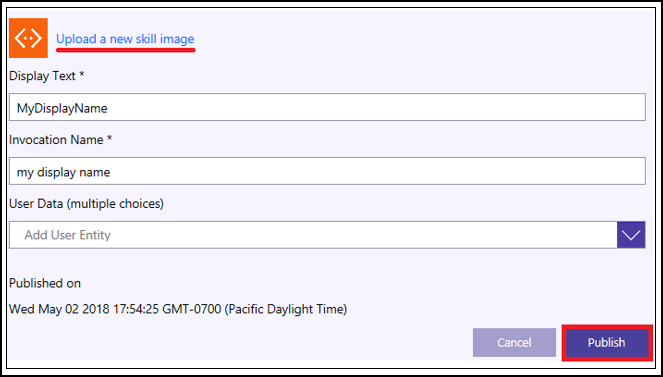 Upload a new skill image
Display Text *
MyDisplayName
Invocation Name *
my display name
User Data (multiple choices)
Add User Entity
Published on
Wed May 02 2018 17:54:25 GMT-0700 (Pacific Daylight Time)
Cancel Publish